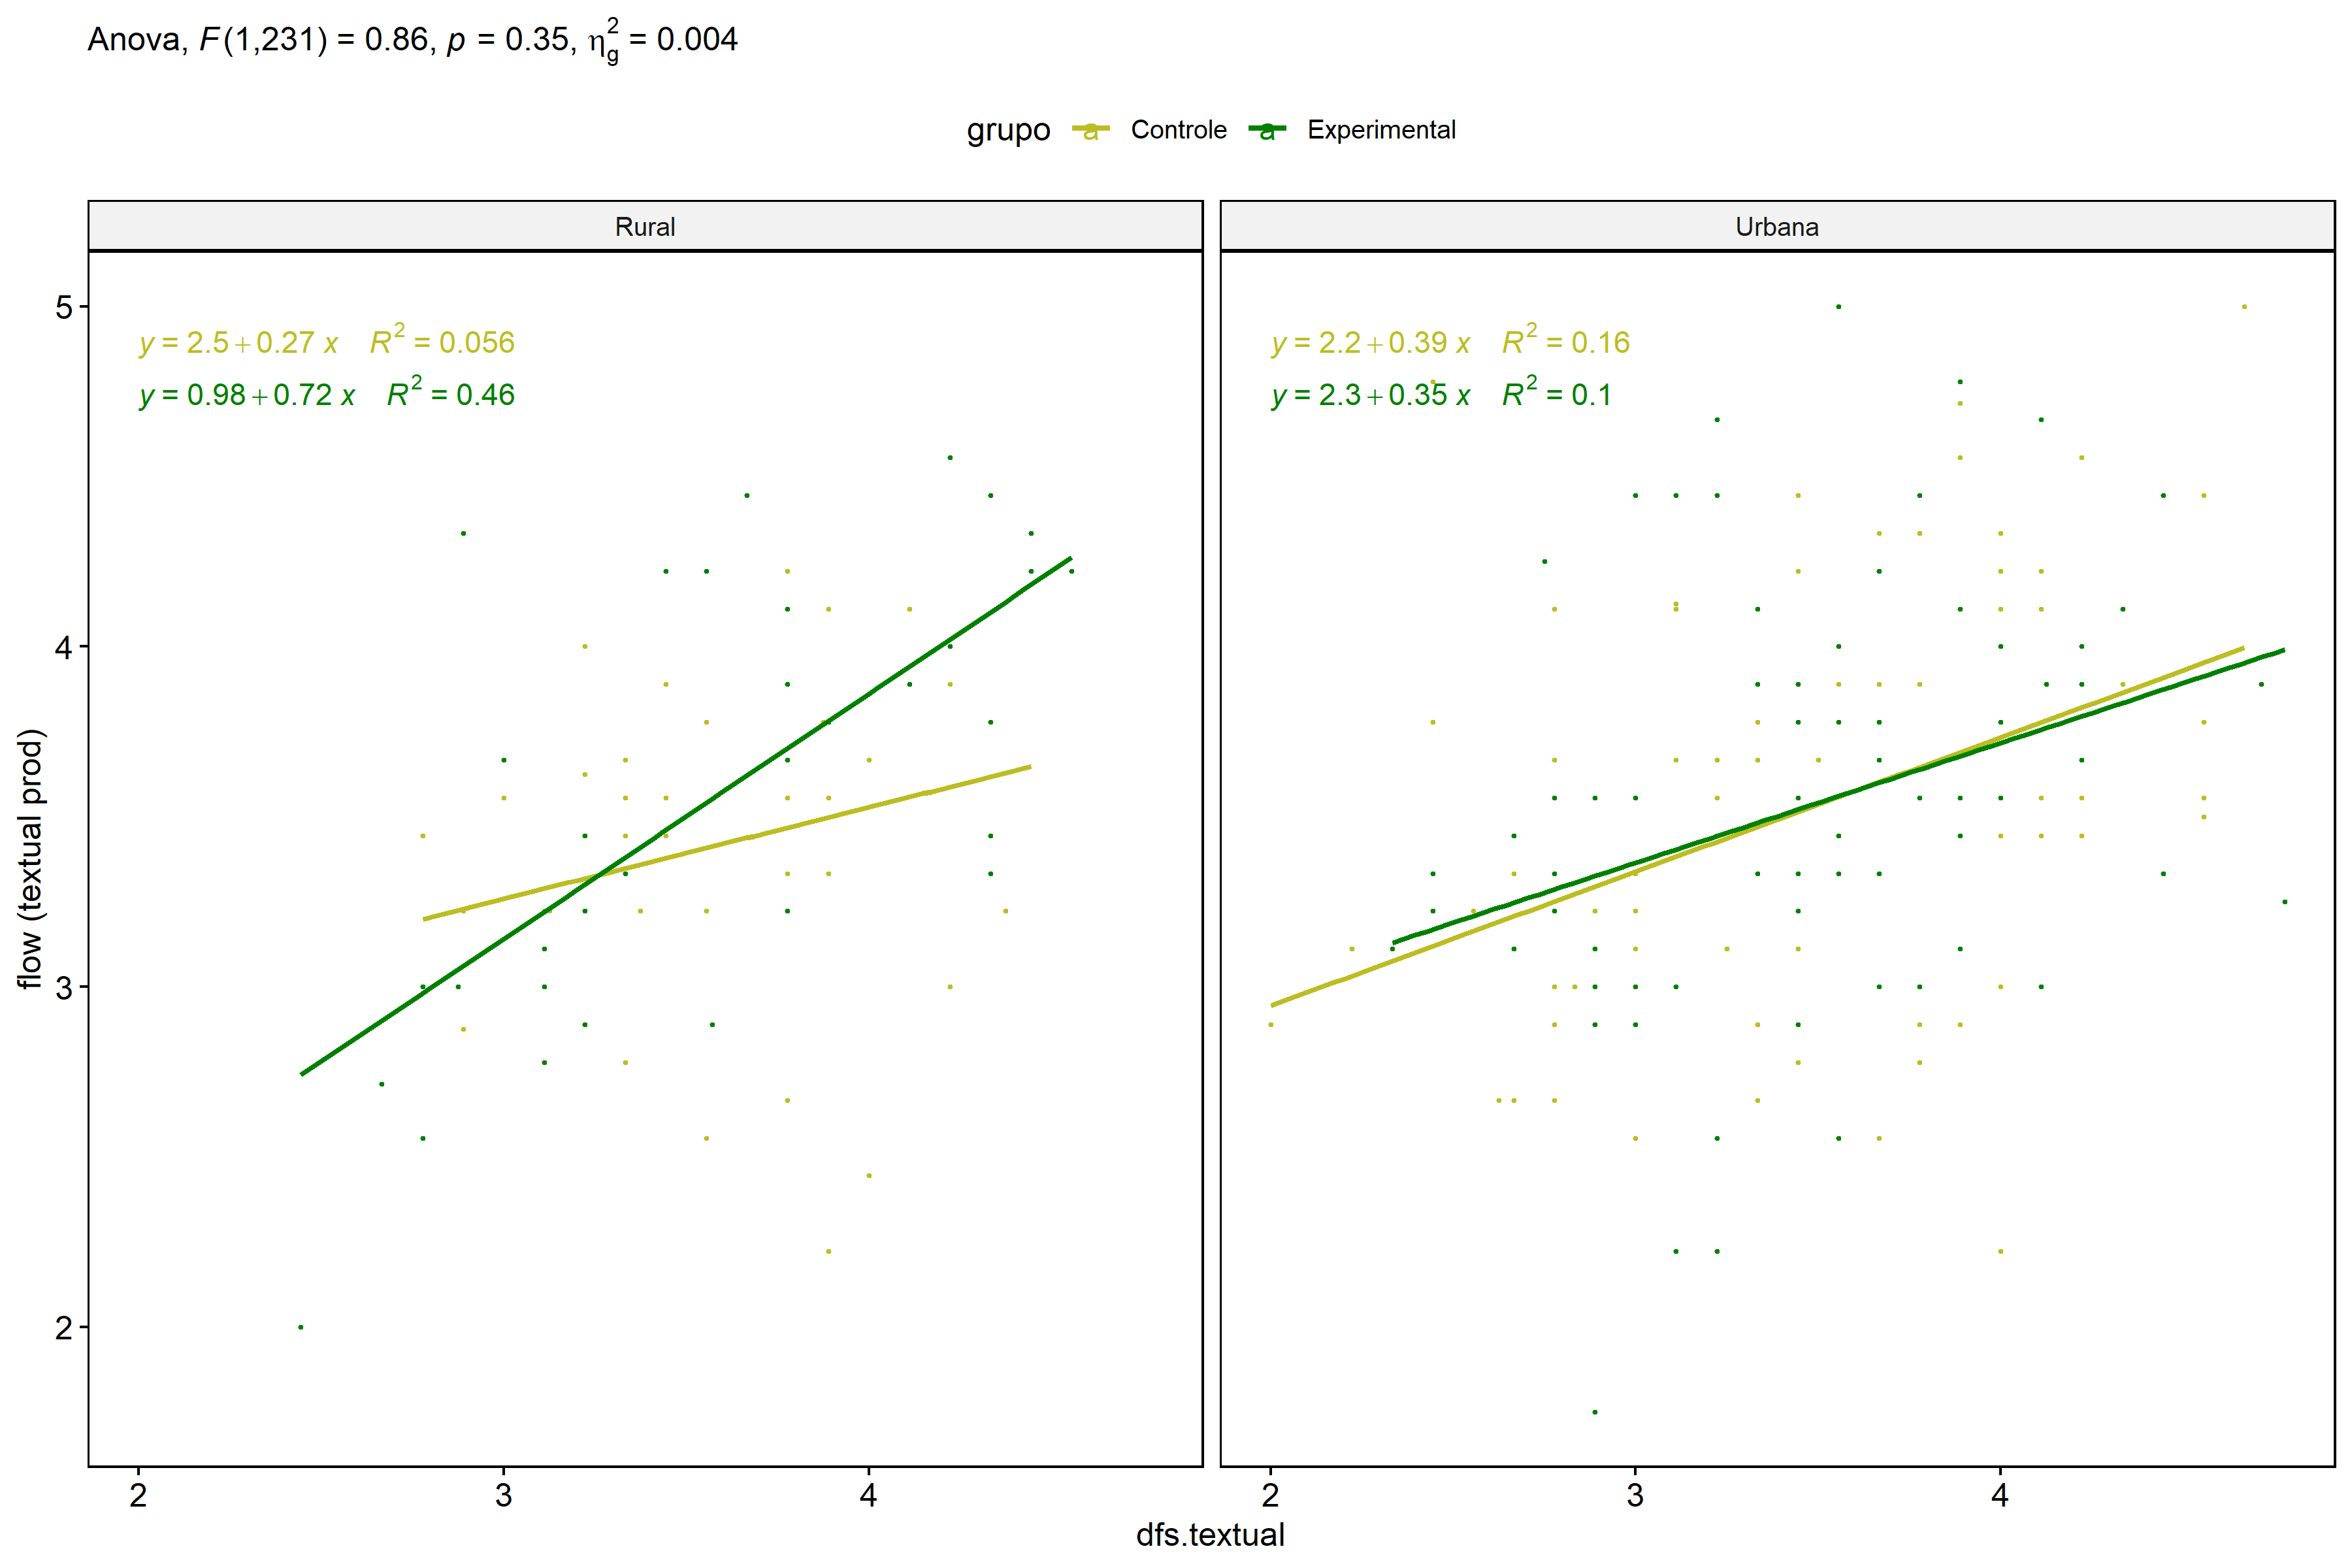 Anova, F(1,231) = 0.86, p = 0.35, η²g = 0.004
grupo a Controle a Experimental
Rural
Urbana
y = 2.5 + 0.27 x R² = 0.056
y = 0.98 + 0.72 x R² = 0.46
y = 2.2 + 0.39 x R² = 0.16
y = 2.3 + 0.35 x R² = 0.1
flow (textual prod)
5
4
3
2
2 3 4
2 3 4
dfs.textual